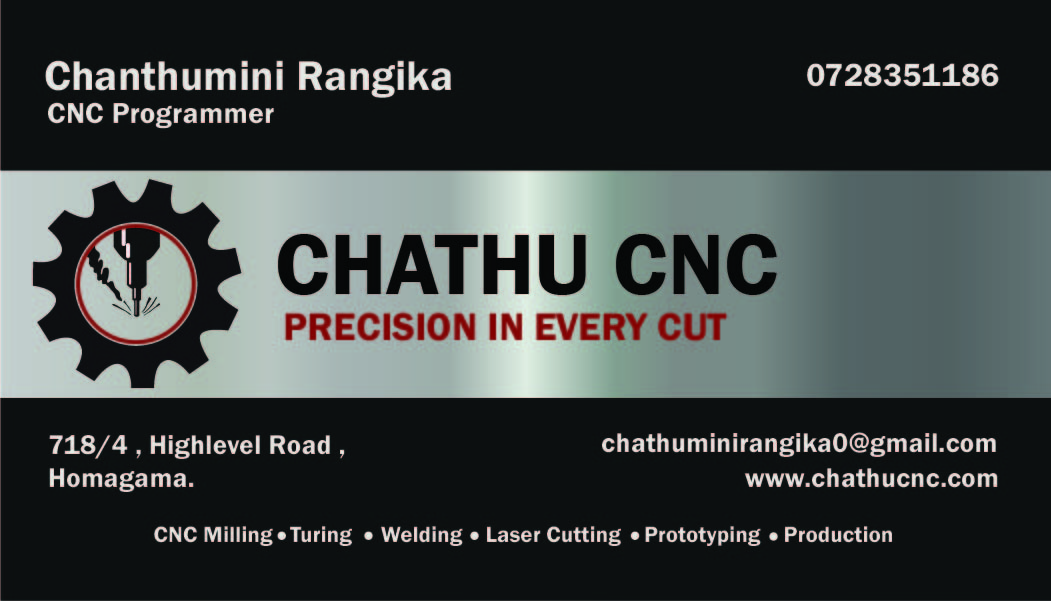 Chanthumini Rangika
CNC Programmer
0728351186
CHATHU CNC
PRECISION IN EVERY CUT
718/4 , Highlevel Road ,
Homagama.
chathuminirangika0@gmail.com
www.chathucnc.com
CNC Milling • Turing • Welding • Laser Cutting • Prototyping • Production